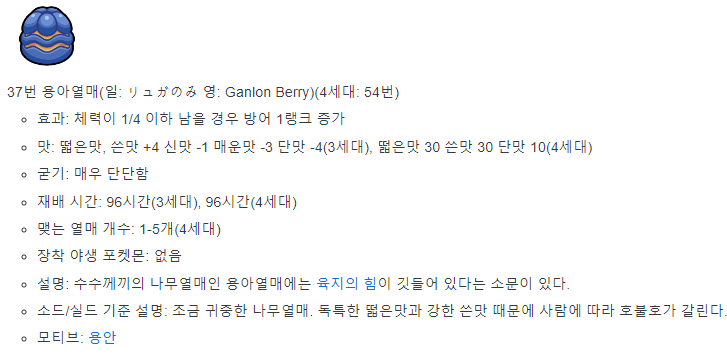 37번 용아열매(일: リュガのみ 영: Ganlon Berry)(4세대: 54번)
효과: 체력이 1/4 이하 남을 경우 방어 1랭크 증가
맛: 떫은맛, 쓴맛 +4 신맛 -1 매운맛 -3 단맛 -4(3세대), 떫은맛 30 쓴맛 30 단맛 10(4세대)
굳기: 매우 단단함
재배 시간: 96시간(3세대), 96시간(4세대)
맺는 열매 개수: 1-5개(4세대)
장착 야생 포켓몬: 없음
설명: 수수께끼의 나무열매인 용아열매에는 육지의 힘이 깃들어 있다는 소문이 있다.
소드/실드 기준 설명: 조금 귀중한 나무열매. 독특한 떫은맛과 강한 쓴맛 때문에 사람에 따라 호불호가 갈린다.
모티브: 용안